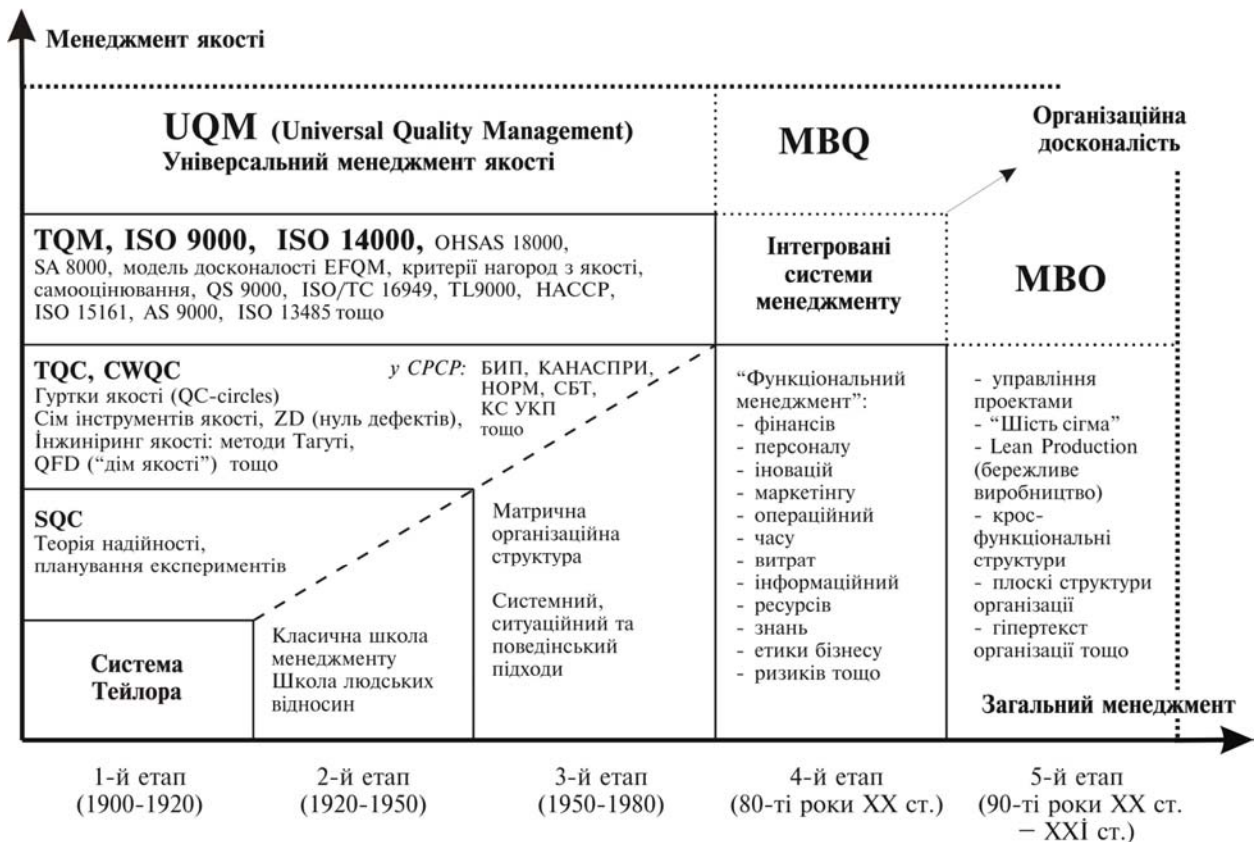 Менеджмент якості
UQM (Universal Quality Management)
Універсальний менеджмент якості
MBQ
Організаційна
досконалість
TQM, ISO 9000, ISO 14000, OHSAS 18000,
SA 8000, модель досконалості EFQM, критерії нагород з якості,
самооцінювання, QS 9000, ISO/TC 16949, TL9000, НАССР,
ISO 15161, AS 9000, ISO 13485 тощо
Інтегровані
системи
менеджменту
MBO
TQC, CWQC
Гуртки якості (QC-circles)
Сім інструментів якості, ZD (нуль дефектів),
Інжиніринг якості: методи Тагуті,
QFD (“дім якості”) тощо
у СРСР: БИП, КАНАСПРИ,
НОРМ, СБТ,
КС УКП
тощо
“Функціональний
менеджмент”:
- фінансів
- персоналу
- іновацій
- маркетінгу
- операційний
- часу
- витрат
- інформаційний
- ресурсів
- знань
- етики бізнесу
- ризиків тощо
- управління
проектами
- “Шість сігма”
- Lean Production
(бережливе
виробництво)
- крос-
функціональні
структури
- плоскі структури
організації
- гіпертекст
організації тощо
SQC
Теорія надійності,
планування експериментів
Матрична
організаційна
структура
Системний,
ситуаційний та
поведінський
підходи
Система
Тейлора
Класична школа
менеджменту
Школа людських
відносин
Загальний менеджмент
1-й етап
(1900-1920)
2-й етап
(1920-1950)
3-й етап
(1950-1980)
4-й етап
(80-ті роки ХХ ст.)
5-й етап
(90-ті роки ХХ ст.
– ХХІ ст.)